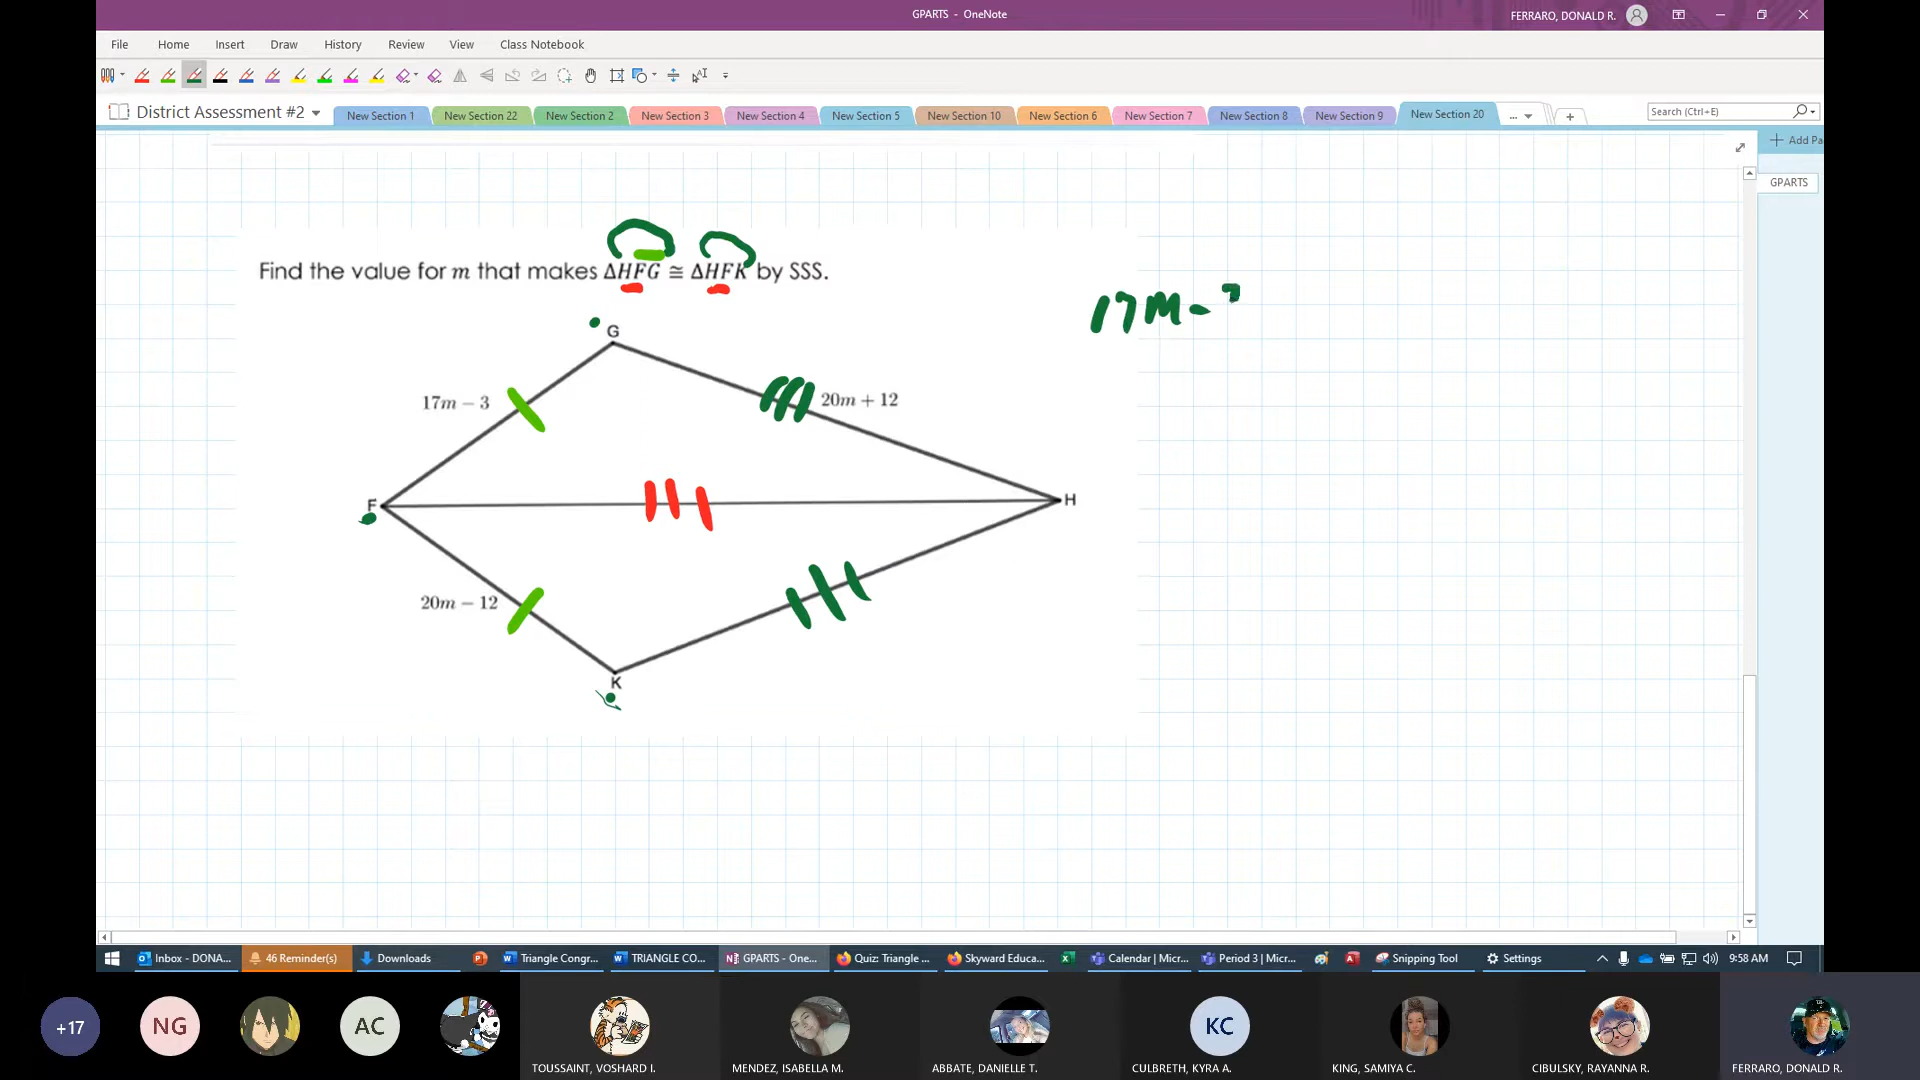 GPARTS - OneNote
FERRARO, DONALD R.
File Home Insert Draw History Review View Class Notebook
District Assessment #2
New Section 1 New Section 22 New Section 2 New Section 3 New Section 4 New Section 5 New Section 10 New Section 6 New Section 7 New Section 8 New Section 9 New Section 20 ...
Search (Ctrl+E)
Add Pa
GPARTS
Find the value for m that makes ΔHFG ≅ ΔHFK by SSS.
17M -
G
17m − 3
20m + 12
F
H
20m − 12
K
Inbox - DONA... 46 Reminder(s) Downloads Triangle Congr... TRIANGLE CO... GPARTS - One... Quiz: Triangle ... Skyward Educa... Calendar | Micr... Period 3 | Micr... Snipping Tool Settings 9:58 AM
+17 NG AC KC
TOUSSAINT, VOSHARD I. MENDEZ, ISABELLA M. ABBATE, DANIELLE T. CULBRETH, KYRA A. KING, SAMIYA C. CIBULSKY, RAYANNA R. FERRARO, DONALD R.